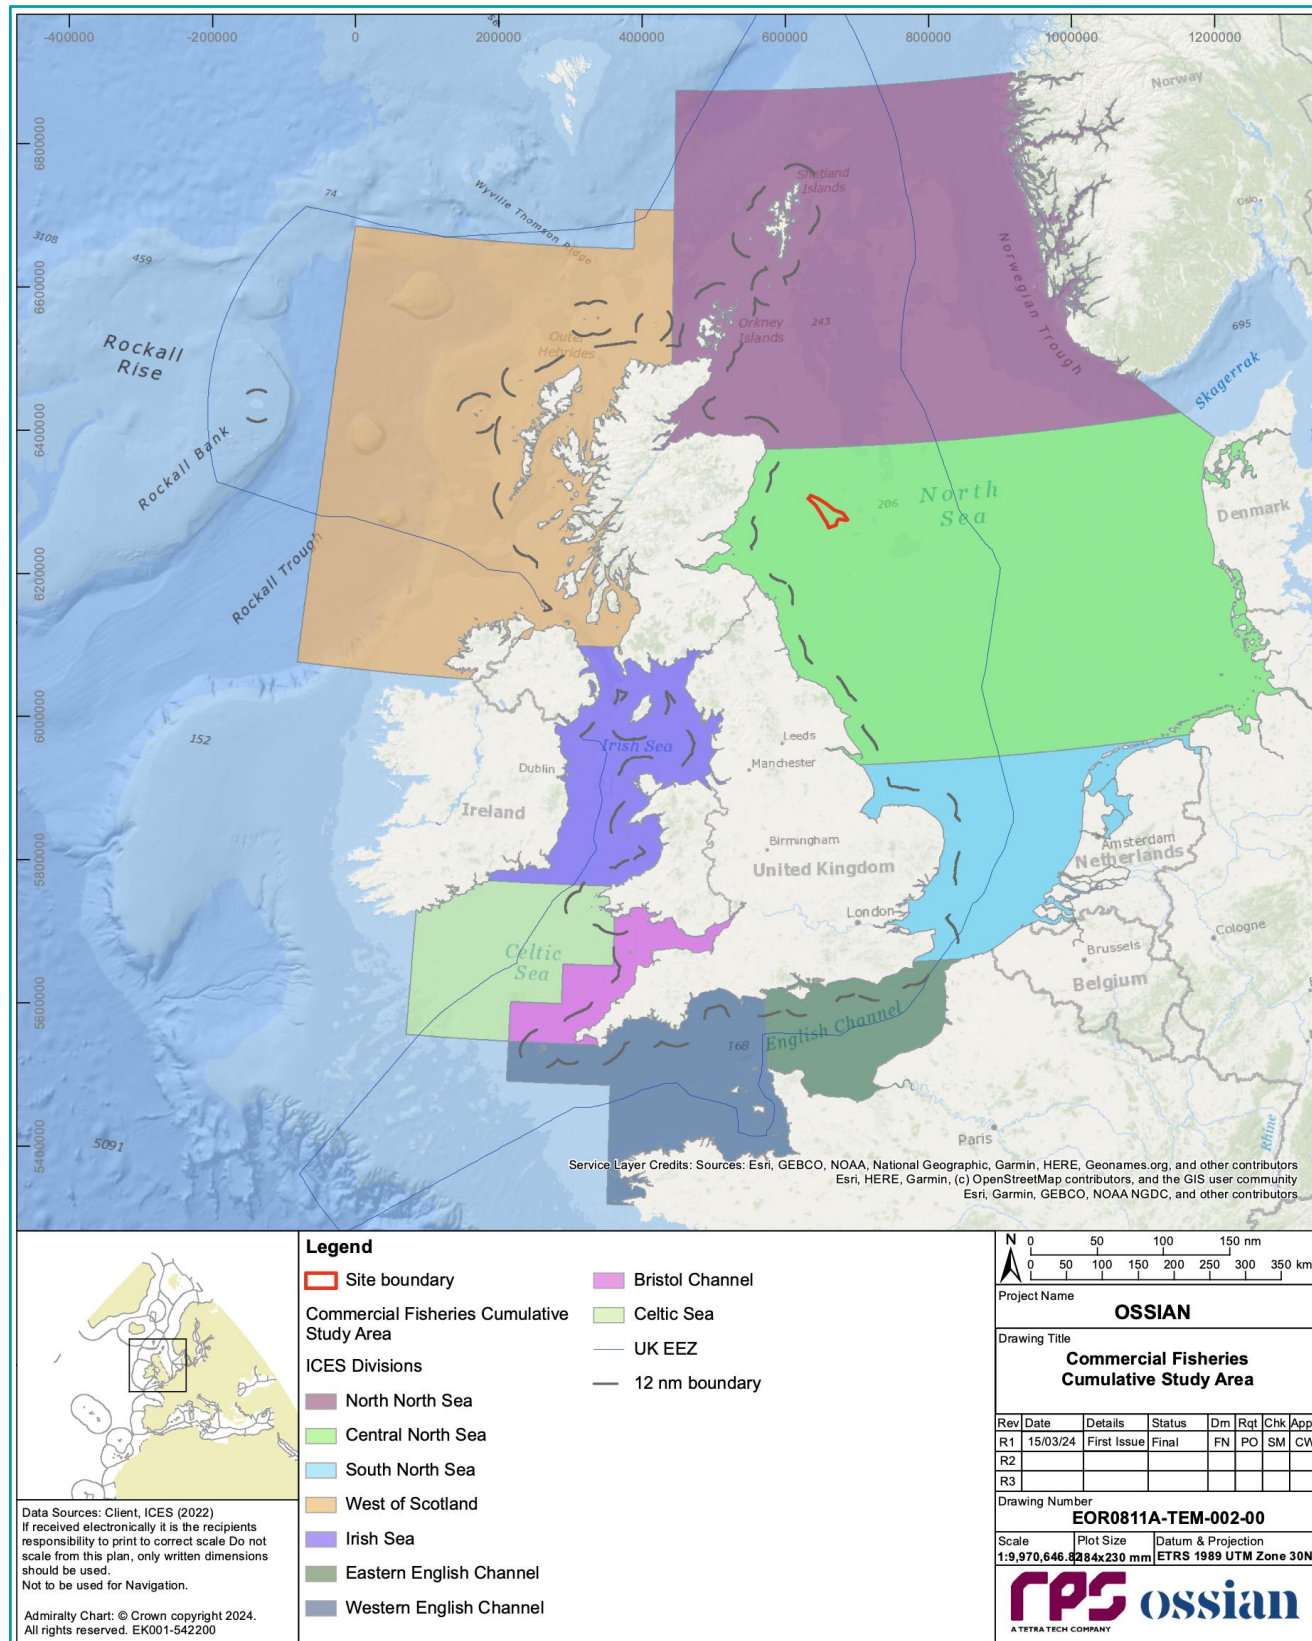 -400000
-200000
0
200000
400000
600000
800000
1000000
1200000
6800000
6600000
6400000
6200000
6000000
5800000
5600000
5400000
Norway
Oslo
Shetland
Islands
74
Wyville Thomson Ridge
3108
459
Norwegian Trough
Orkney
Islands
243
695
Skagerrak
Outer
Hebrides
Rockall
Rise
Rockall Bank
Rockall Trough
206
North
Sea
Denmark
152
Irish Sea
Leeds
Manchester
Dublin
Ireland
Birmingham
United Kingdom
Amsterdam
Netherlands
London
Cologne
Brussels
Belgium
Celtic
Sea
English Channel
168
5091
Paris
Rhine
Service Layer Credits: Sources: Esri, GEBCO, NOAA, National Geographic, Garmin, HERE, Geonames.org, and other contributors
Esri, HERE, Garmin, (c) OpenStreetMap contributors, and the GIS user community
Esri, Garmin, GEBCO, NOAA NGDC, and other contributors
Data Sources: Client, ICES (2022)
If received electronically it is the recipients
responsibility to print to correct scale Do not
scale from this plan, only written dimensions
should be used.
Not to be used for Navigation.
Admiralty Chart: © Crown copyright 2024.
All rights reserved. EK001-542200
Legend
Site boundary
Commercial Fisheries Cumulative
Study Area
ICES Divisions
North North Sea
Central North Sea
South North Sea
West of Scotland
Irish Sea
Eastern English Channel
Western English Channel
Bristol Channel
Celtic Sea
UK EEZ
12 nm boundary
N
0 50 100 150 nm
0 50 100 150 200 250 300 350 km
Project Name
OSSIAN
Drawing Title
Commercial Fisheries
Cumulative Study Area
Rev Date Details Status Drn Rqt Chk App
R1 15/03/24 First Issue Final FN PO SM CW
R2
R3
Drawing Number
EOR0811A-TEM-002-00
Scale Plot Size Datum & Projection
1:9,970,646.82 184x230 mm ETRS 1989 UTM Zone 30N
rps ossian
A TETRA TECH COMPANY